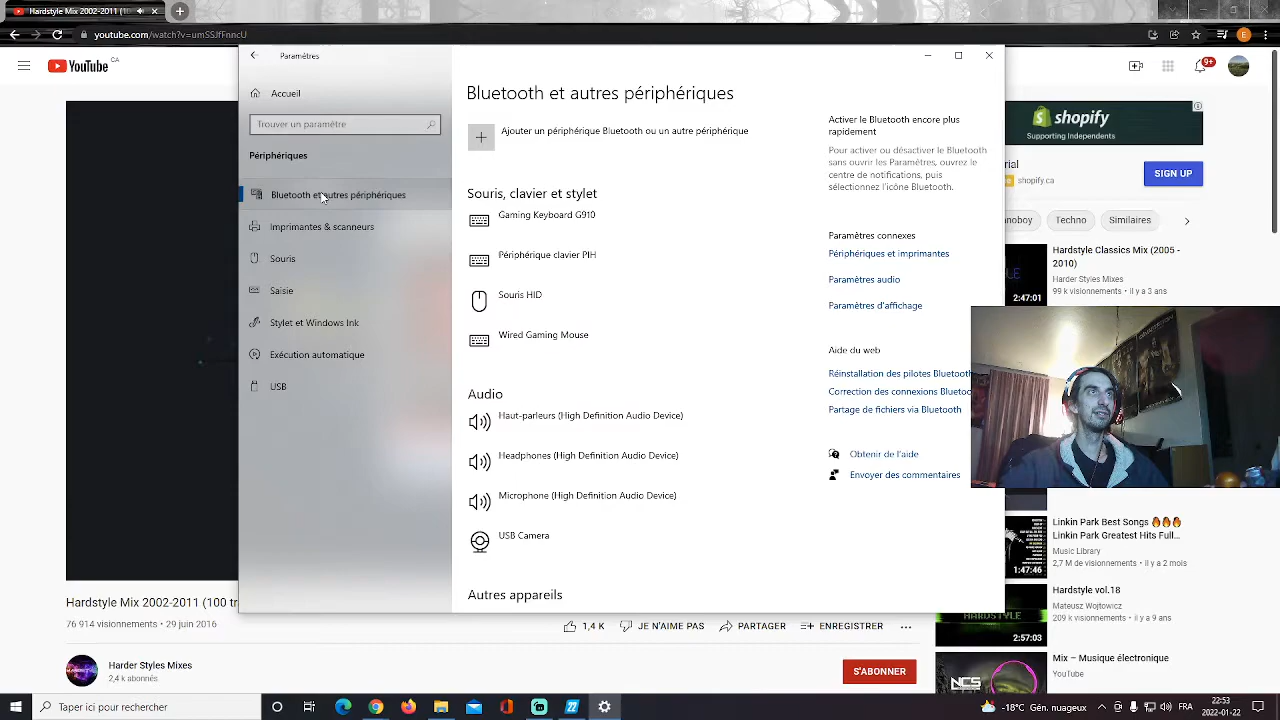 Hardstyle Mix 2002-2011 (10
youtube.com/watch?v=umSSJfFnncU
Paramètres
YouTube CA
9+
Accueil
Trouver un paramètre
Périphériques
Imprimantes et scanners
Souris
Saisie
Stylet et Windows Ink
Exécution automatique
USB
Bluetooth et autres périphériques
Ajouter un périphérique Bluetooth ou un autre périphérique
Souris, clavier et stylet
Gaming Keyboard G910
Périphérique clavier PIH
Souris HID
Wired Gaming Mouse
Audio
Haut-parleurs (High Definition Audio Device)
Headphones (High Definition Audio Device)
Microphone (High Definition Audio Device)
USB Camera
Autres appareils
Activer le Bluetooth encore plus
rapidement
Pour activer ou désactiver le Bluetooth
sans ouvrir les Paramètres, ouvrez le
centre de notifications, puis
sélectionnez l'icône Bluetooth.
Paramètres connexes
Périphériques et imprimantes
Paramètres audio
Paramètres d'affichage
Aide du web
Réinstallation des pilotes Bluetooth
Correction des connexions Bluetoo
Partage de fichiers via Bluetooth
Obtenir de l'aide
Envoyer des commentaires
shopify
Supporting Independents
rial
shopify.ca
SIGN UP
noboy
Techno
Similaires
Hardstyle Classics Mix (2005 -
2010)
Harder Styles Mixes
99 k visionnements • il y a 3 ans
2:47:01
Linkin Park Best Songs 🔥🔥🔥
Linkin Park Greatest Hits Full...
Music Library
2,7 M de visionnements • il y a 2 mois
1:47:46
Hardstyle vol.18
Mateusz Wojtowicz
209 k visionnements • il y a 9 ans
HARDSTYLE
2:57:03
Mix – Musique électronique
YouTube
NCS
Hardstyle Mix 2002-2011 (100 tr
76 914 visionnements • 29 juin 2016
1,4 K
JE N'AIME PAS
PARTAGER
ENREGISTRER
Harder Styles Mixes
2,4 k abonnés
S'ABONNER
Taper ici pour rechercher
-18°C Gén. nuageux
FRA
22:53
2022-01-22